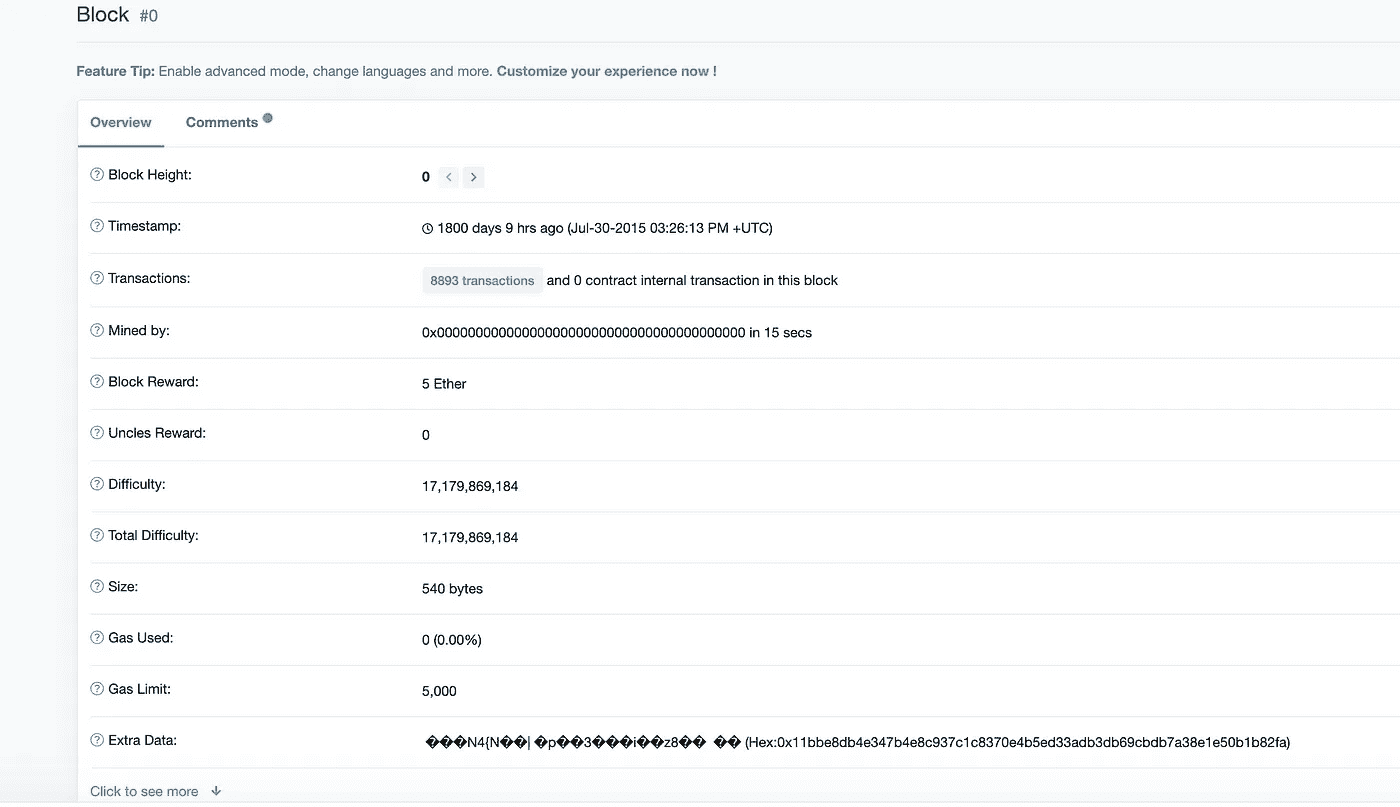 Block #0
Feature Tip: Enable advanced mode, change languages and more. Customize your experience now !
Overview Comments
Block Height: 0
Timestamp: 1800 days 9 hrs ago (Jul-30-2015 03:26:13 PM +UTC)
Transactions: 8893 transactions and 0 contract internal transaction in this block
Mined by: 0x0000000000000000000000000000000000000000 in 15 secs
Block Reward: 5 Ether
Uncles Reward: 0
Difficulty: 17,179,869,184
Total Difficulty: 17,179,869,184
Size: 540 bytes
Gas Used: 0 (0.00%)
Gas Limit: 5,000
Extra Data: ���N4{N��| �p��3���i��z8�� �� (Hex:0x11bbe8db4e347b4e8c937c1c8370e4b5ed33adb3db69cbdb7a38e1e50b1b82fa)
Click to see more